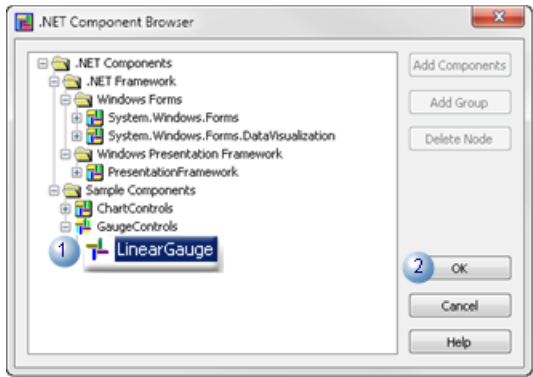 .NET Component Browser
.NET Components
.NET Framework
Windows Forms
System.Windows.Forms
System.Windows.Forms.DataVisualization
Windows Presentation Framework
PresentationFramework
Sample Components
ChartControls
GaugeControls
1 LinearGauge
Add Components
Add Group
Delete Node
2 OK
Cancel
Help